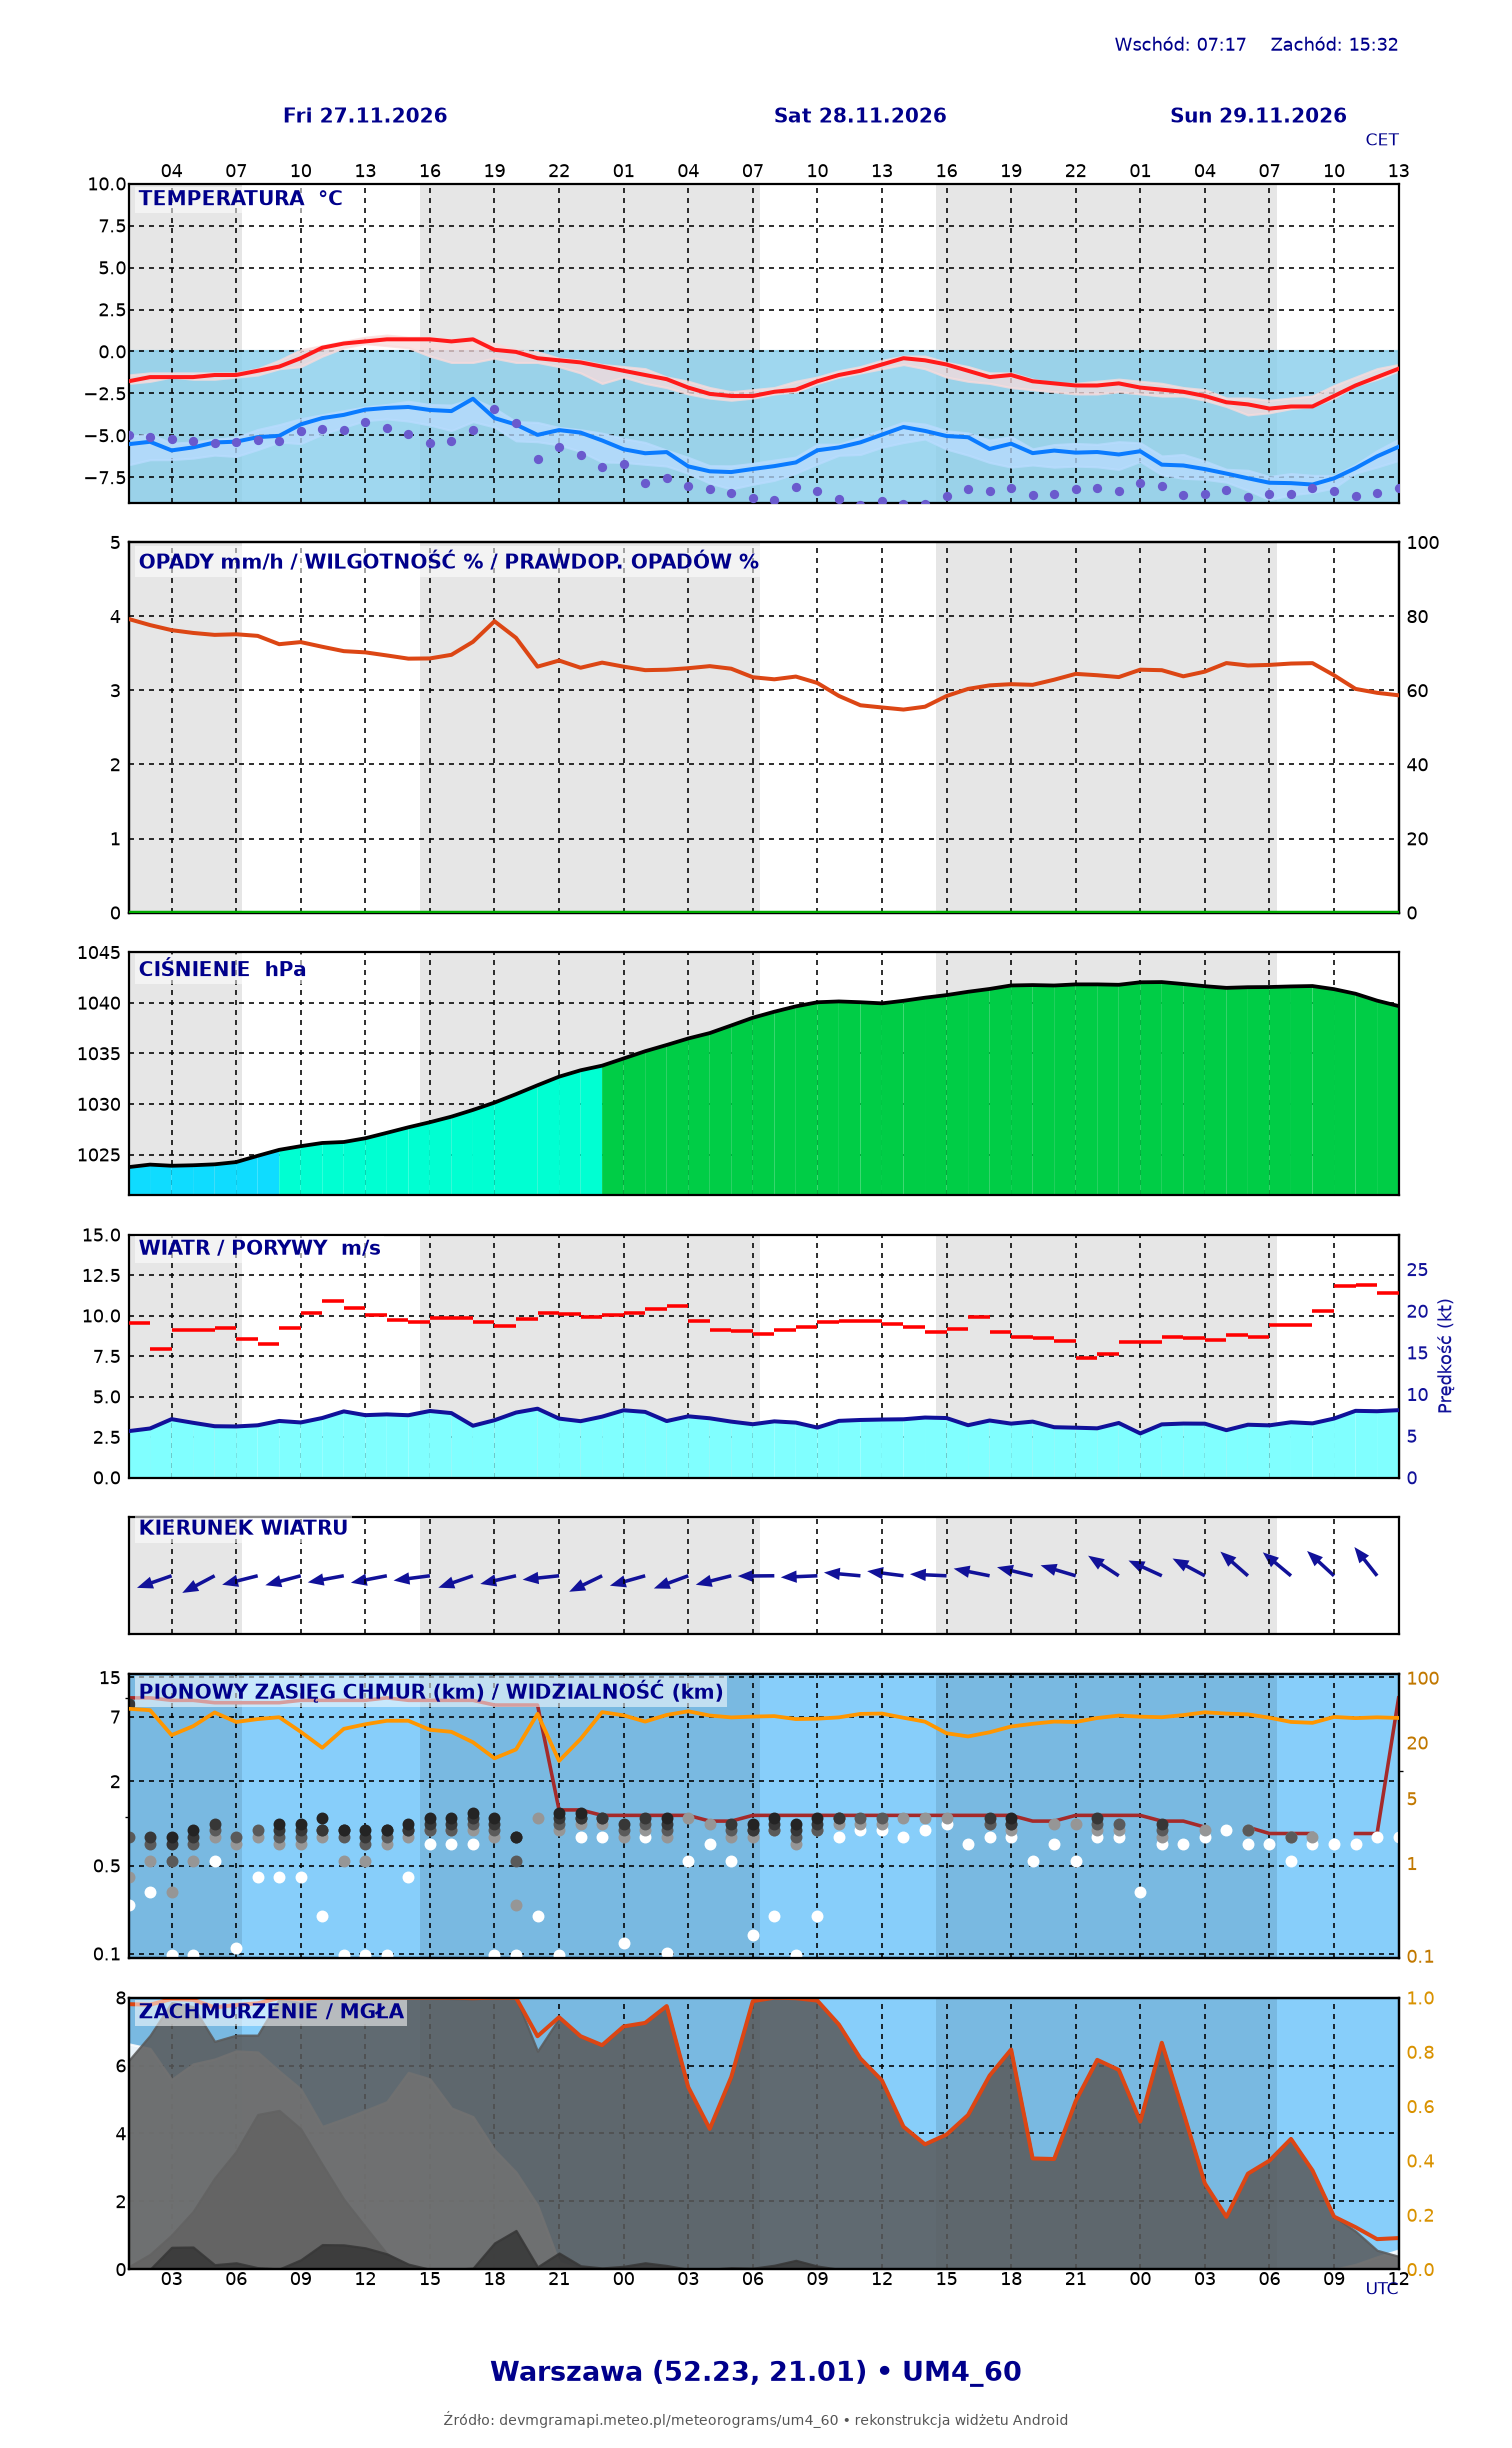 Wschód: 07:17 Zachód: 15:32
Fri 27.11.2026 Sat 28.11.2026 Sun 29.11.2026
CET
04 07 10 13 16 19 22 01 04 07 10 13 16 19 22 01 04 07 10 13
TEMPERATURA °C
10.0
7.5
5.0
2.5
0.0
−2.5
−5.0
−7.5
OPADY mm/h / WILGOTNOŚĆ % / PRAWDOP. OPADÓW %
5 100
4 80
3 60
2 40
1 20
0 0
CIŚNIENIE hPa
1045
1040
1035
1030
1025
WIATR / PORYWY m/s
15.0
12.5 25
10.0 20
7.5 15
5.0 10
2.5 5
0.0 0
Prędkość (kt)
KIERUNEK WIATRU
PIONOWY ZASIĘG CHMUR (km) / WIDZIALNOŚĆ (km)
15 100
7 20
2 5
0.5 1
0.1 0.1
ZACHMURZENIE / MGŁA
8 1.0
6 0.8
0.6
4
0.4
2 0.2
0 0.0
03 06 09 12 15 18 21 00 03 06 09 12 15 18 21 00 03 06 09 12
UTC
Warszawa (52.23, 21.01) • UM4_60
Źródło: devmgramapi.meteo.pl/meteorograms/um4_60 • rekonstrukcja widżetu Android